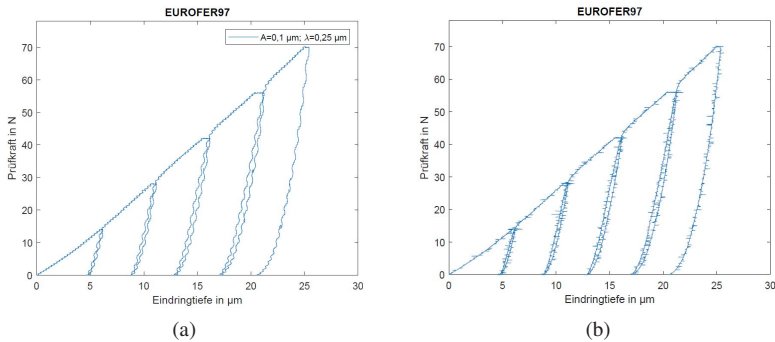 EUROFER97
A=0,1 µm; λ=0,25 µm
Prüfkraft in N
70
60
50
40
30
20
10
0
0 5 10 15 20 25 30
Eindringtiefe in µm
(a)
EUROFER97
Prüfkraft in N
80
70
60
50
40
30
20
10
0
0 5 10 15 20 25 30
Eindringtiefe in µm
(b)